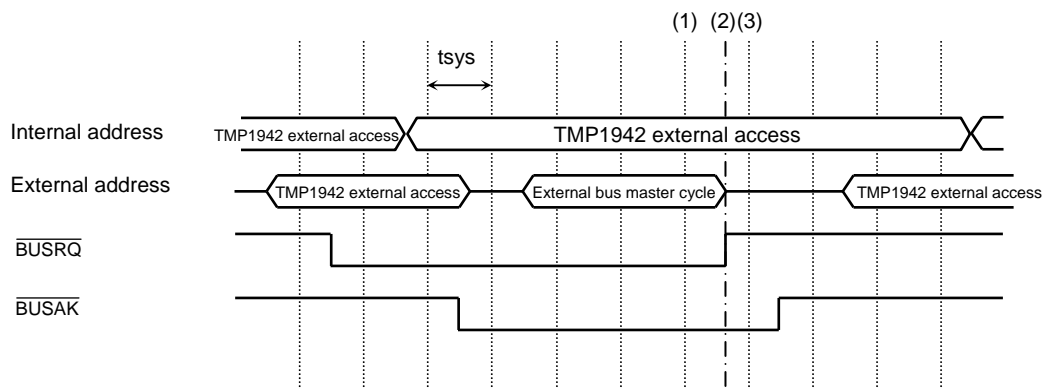 (1) (2)(3)
tsys
Internal address
TMP1942 external access
TMP1942 external access
External address
TMP1942 external access
External bus master cycle
TMP1942 external access
BUSRQ
BUSAK